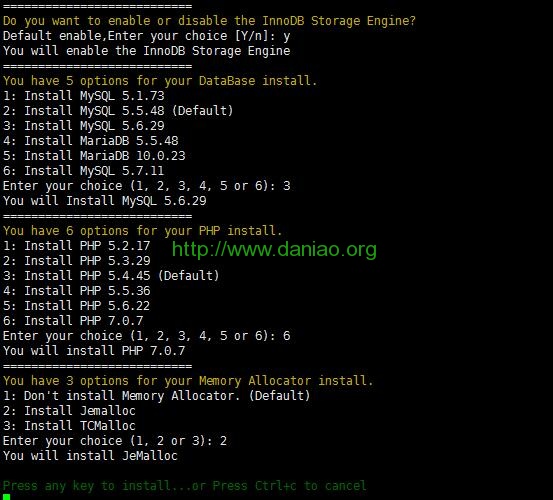 ===========================
Do you want to enable or disable the InnoDB Storage Engine?
Default enable,Enter your choice [Y/n]: y
You will enable the InnoDB Storage Engine
===========================
You have 5 options for your DataBase install.
1: Install MySQL 5.1.73
2: Install MySQL 5.5.48 (Default)
3: Install MySQL 5.6.29
4: Install MariaDB 5.5.48
5: Install MariaDB 10.0.23
6: Install MySQL 5.7.11
Enter your choice (1, 2, 3, 4, 5 or 6): 3
You will Install MySQL 5.6.29
===========================
You have 6 options for your PHP install.
1: Install PHP 5.2.17
http://www.daniao.org
2: Install PHP 5.3.29
3: Install PHP 5.4.45 (Default)
4: Install PHP 5.5.36
5: Install PHP 5.6.22
6: Install PHP 7.0.7
Enter your choice (1, 2, 3, 4, 5 or 6): 6
You will install PHP 7.0.7
===========================
You have 3 options for your Memory Allocator install.
1: Don't install Memory Allocator. (Default)
2: Install Jemalloc
3: Install TCMalloc
Enter your choice (1, 2 or 3): 2
You will install JeMalloc
Press any key to install...or Press Ctrl+c to cancel